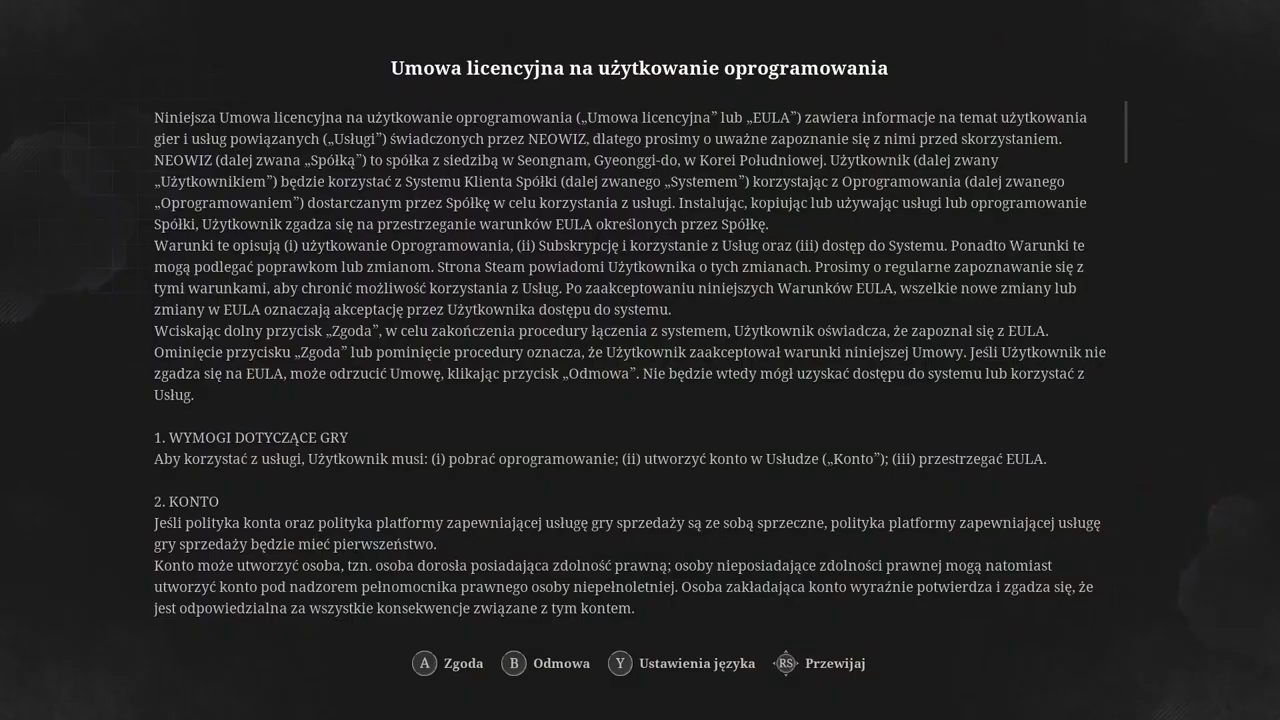 Umowa licencyjna na użytkowanie oprogramowania
Niniejsza Umowa licencyjna na użytkowanie oprogramowania („Umowa licencyjna” lub „EULA”) zawiera informacje na temat użytkowania
gier i usług powiązanych („Usługi”) świadczonych przez NEOWIZ, dlatego prosimy o uważne zapoznanie się z nimi przed skorzystaniem.
NEOWIZ (dalej zwana „Spółką”) to spółka z siedzibą w Seongnam, Gyeonggi-do, w Korei Południowej. Użytkownik (dalej zwany
„Użytkownikiem”) będzie korzystać z Systemu Klienta Spółki (dalej zwanego „Systemem”) korzystając z Oprogramowania (dalej zwanego
„Oprogramowaniem”) dostarczanym przez Spółkę w celu korzystania z usługi. Instalując, kopiując lub używając usługi lub oprogramowanie
Spółki, Użytkownik zgadza się na przestrzeganie warunków EULA określonych przez Spółkę.
Warunki te opisują (i) użytkowanie Oprogramowania, (ii) Subskrypcję i korzystanie z Usług oraz (iii) dostęp do Systemu. Ponadto Warunki te
mogą podlegać poprawkom lub zmianom. Strona Steam powiadomi Użytkownika o tych zmianach. Prosimy o regularne zapoznawanie się z
tymi warunkami, aby chronić możliwość korzystania z Usług. Po zaakceptowaniu niniejszych Warunków EULA, wszelkie nowe zmiany lub
zmiany w EULA oznaczają akceptację przez Użytkownika dostępu do systemu.
Wciskając dolny przycisk „Zgoda”, w celu zakończenia procedury łączenia z systemem, Użytkownik oświadcza, że zapoznał się z EULA.
Ominięcie przycisku „Zgoda” lub pominięcie procedury oznacza, że Użytkownik zaakceptował warunki niniejszej Umowy. Jeśli Użytkownik nie
zgadza się na EULA, może odrzucić Umowę, klikając przycisk „Odmowa”. Nie będzie wtedy mógł uzyskać dostępu do systemu lub korzystać z
Usług.
1. WYMOGI DOTYCZĄCE GRY
Aby korzystać z usługi, Użytkownik musi: (i) pobrać oprogramowanie; (ii) utworzyć konto w Usłudze („Konto”); (iii) przestrzegać EULA.
2. KONTO
Jeśli polityka konta oraz polityka platformy zapewniającej usługę gry sprzedaży są ze sobą sprzeczne, polityka platformy zapewniającej usługę
gry sprzedaży będzie mieć pierwszeństwo.
Konto może utworzyć osoba, tzn. osoba dorosła posiadająca zdolność prawną; osoby nieposiadające zdolności prawnej mogą natomiast
utworzyć konto pod nadzorem pełnomocnika prawnego osoby niepełnoletniej. Osoba zakładająca konto wyraźnie potwierdza i zgadza się, że
jest odpowiedzialna za wszystkie konsekwencje związane z tym kontem.
A Zgoda B Odmowa Y Ustawienia języka RS Przewijaj